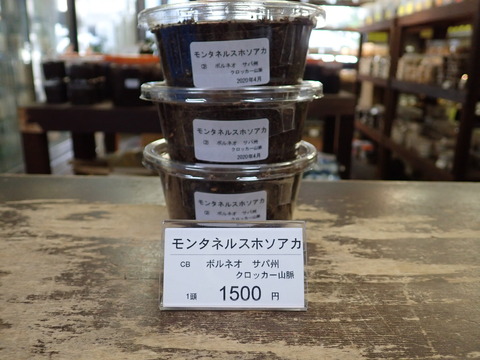 モンタネルスホソアカ
② ボルネオ サバ州
クロッカー山脈
2020年4月
モンタネルスホソアカ
② ボルネオ サバ州
クロッカー山脈
2020年4月
モンタネルスホソアカ
② ボルネオ サバ州
クロッカー山脈
モンタネルスホソアカ
CB ボルネオ サバ州
クロッカー山脈
1頭 1500 円